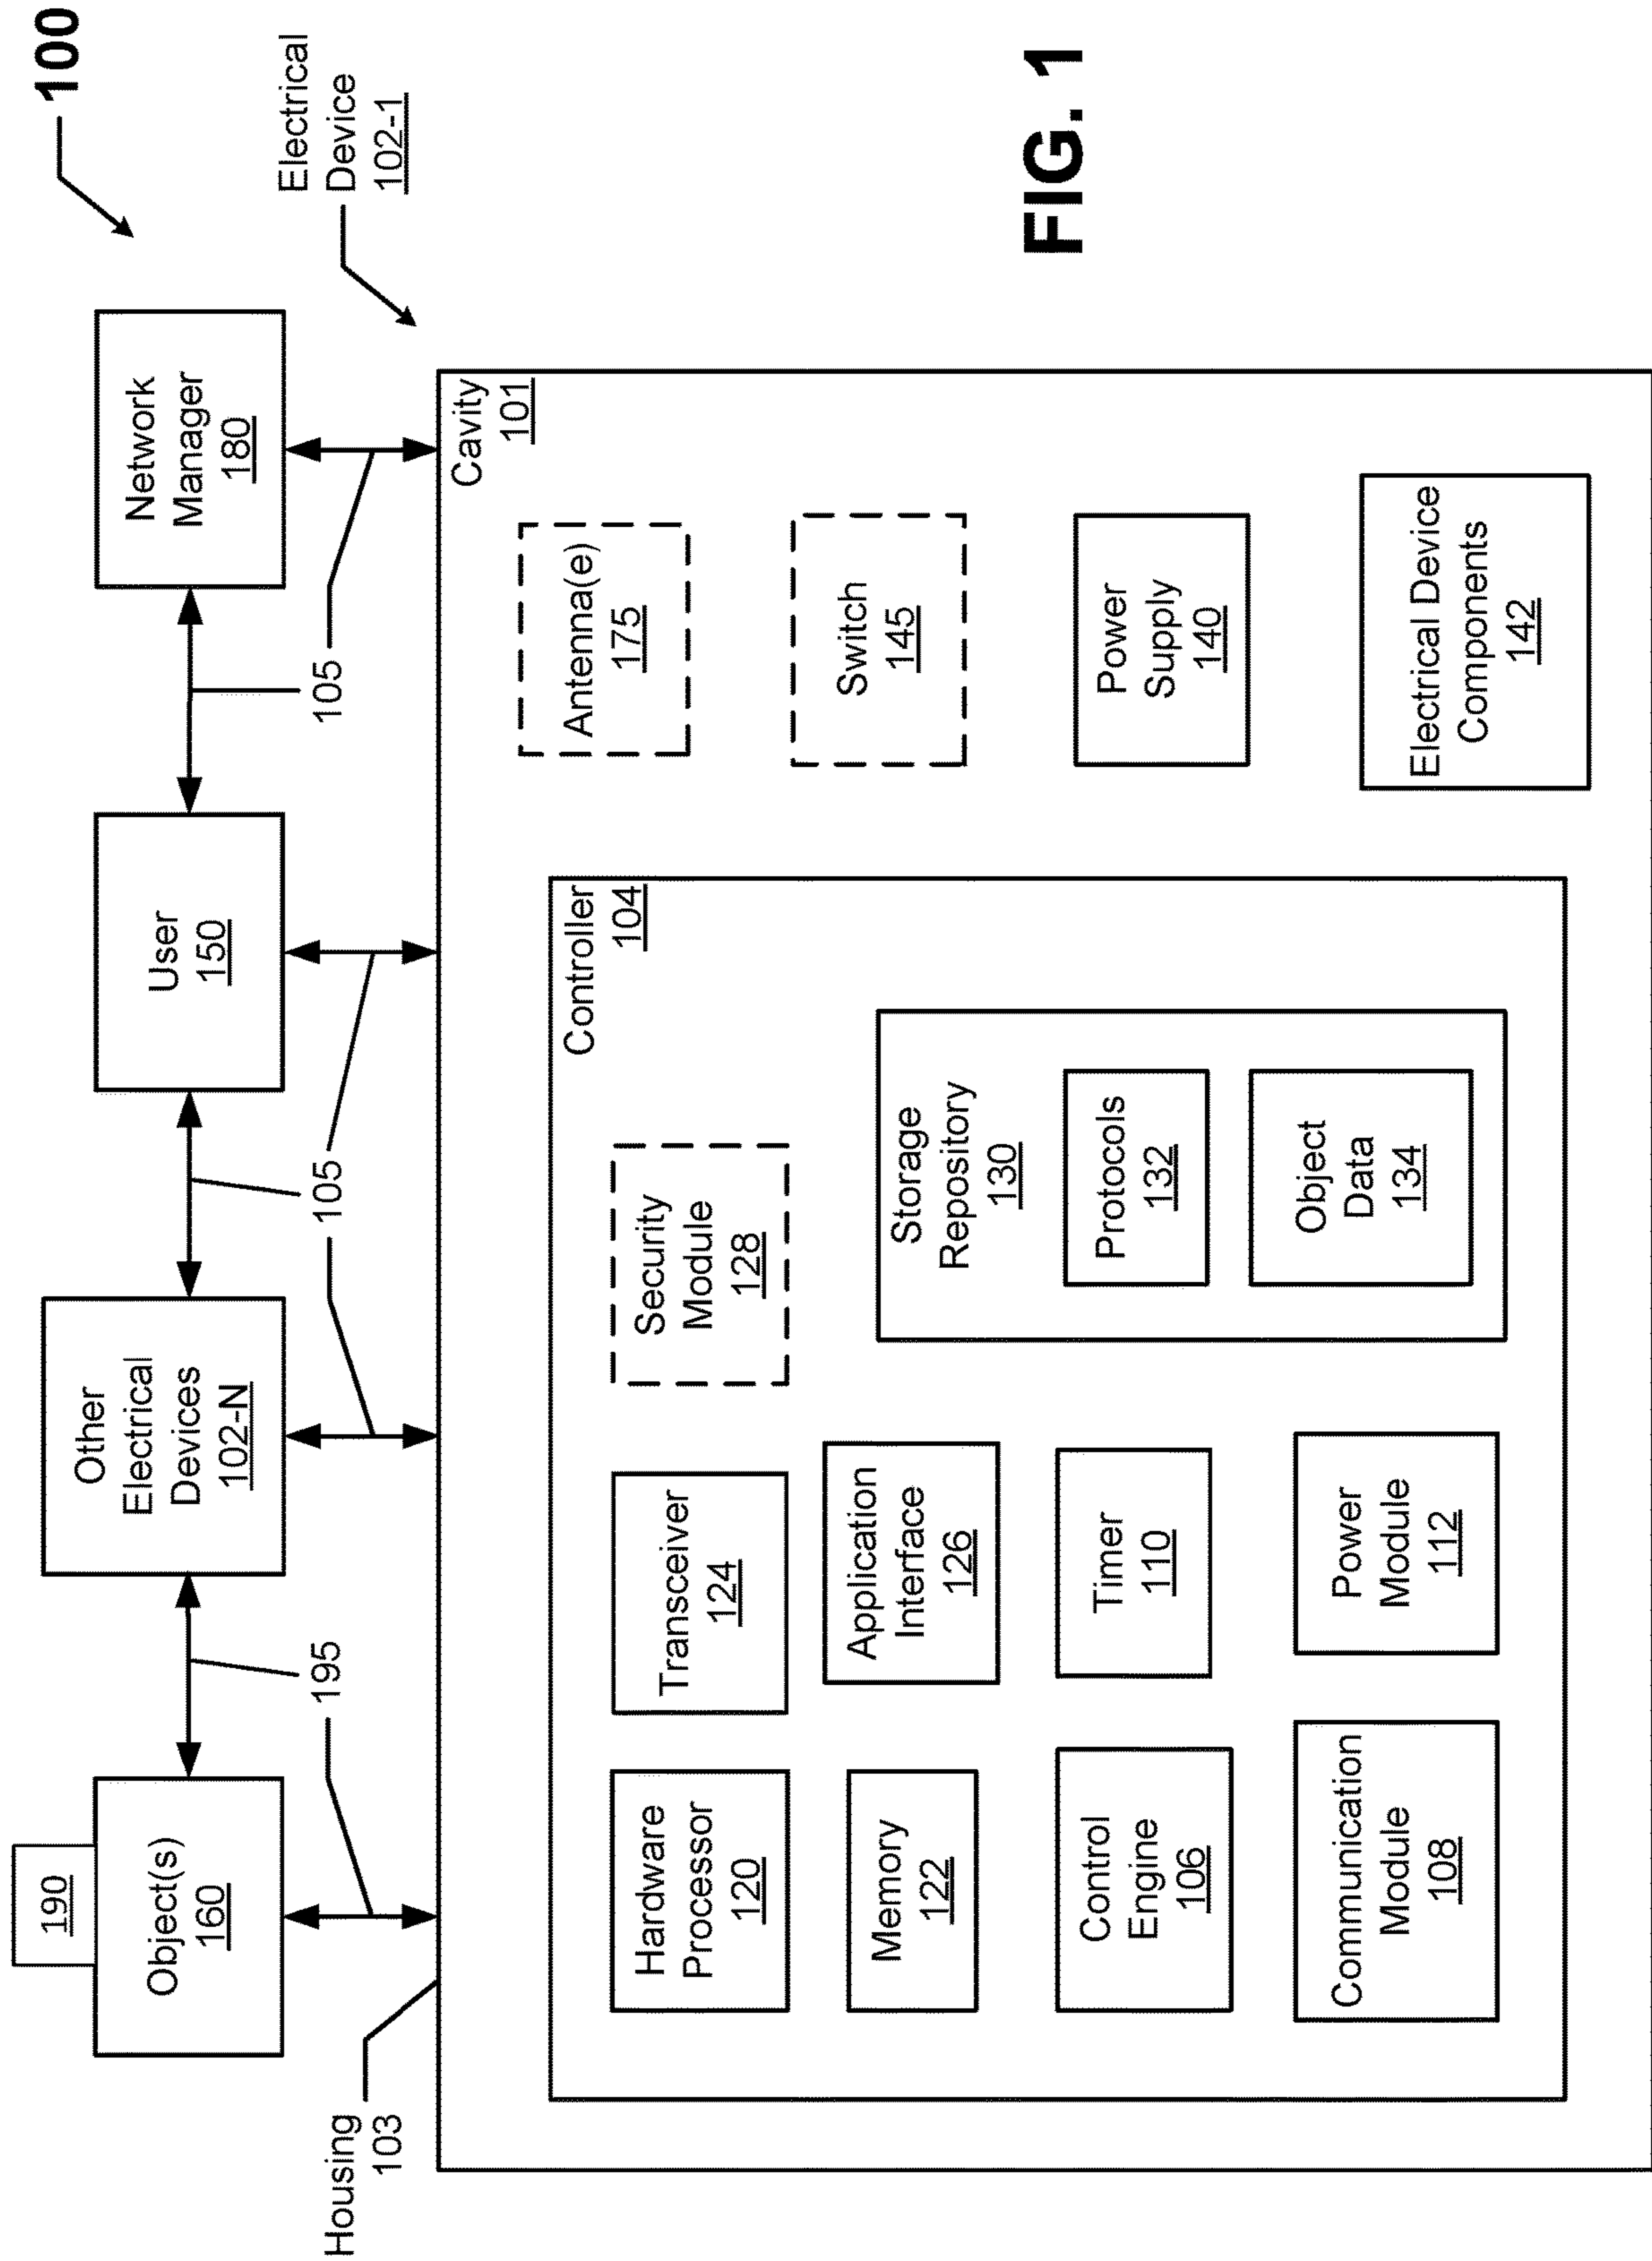 100
190
Object(s)
160
Other
Electrical
Devices
102-N
User
150
Network
Manager
180
195
105
105
Electrical
Device
102-1
Housing
103
Cavity
101
Controller
104
Hardware
Processor
120
Transceiver
124
Security
Module
128
Antenna(e)
175
Memory
122
Application
Interface
126
Storage
Repository
130
Switch
145
Control
Engine
106
Timer
110
Protocols
132
Power
Supply
140
Communication
Module
108
Power
Module
112
Object
Data
134
Electrical Device
Components
142
FIG. 1